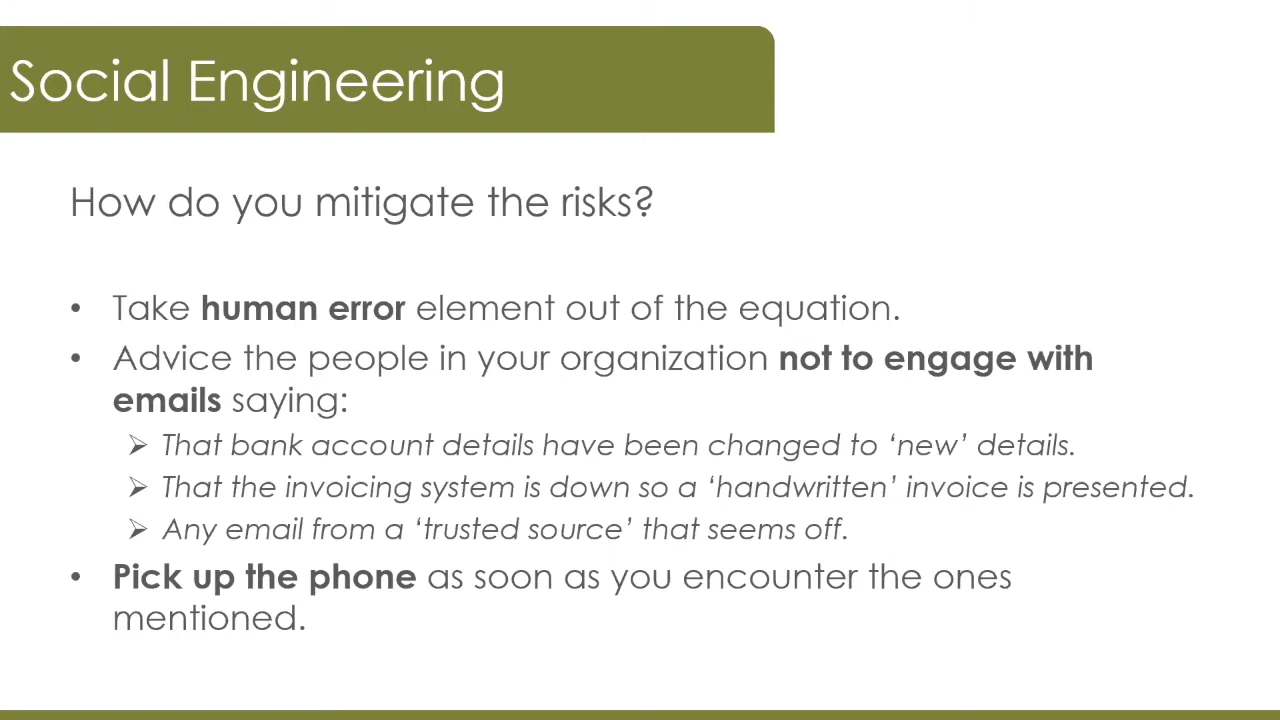 Social Engineering
How do you mitigate the risks?
• Take human error element out of the equation.
• Advice the people in your organization not to engage with
emails saying:
➢ That bank account details have been changed to ‘new’ details.
➢ That the invoicing system is down so a ‘handwritten’ invoice is presented.
➢ Any email from a ‘trusted source’ that seems off.
• Pick up the phone as soon as you encounter the ones
mentioned.